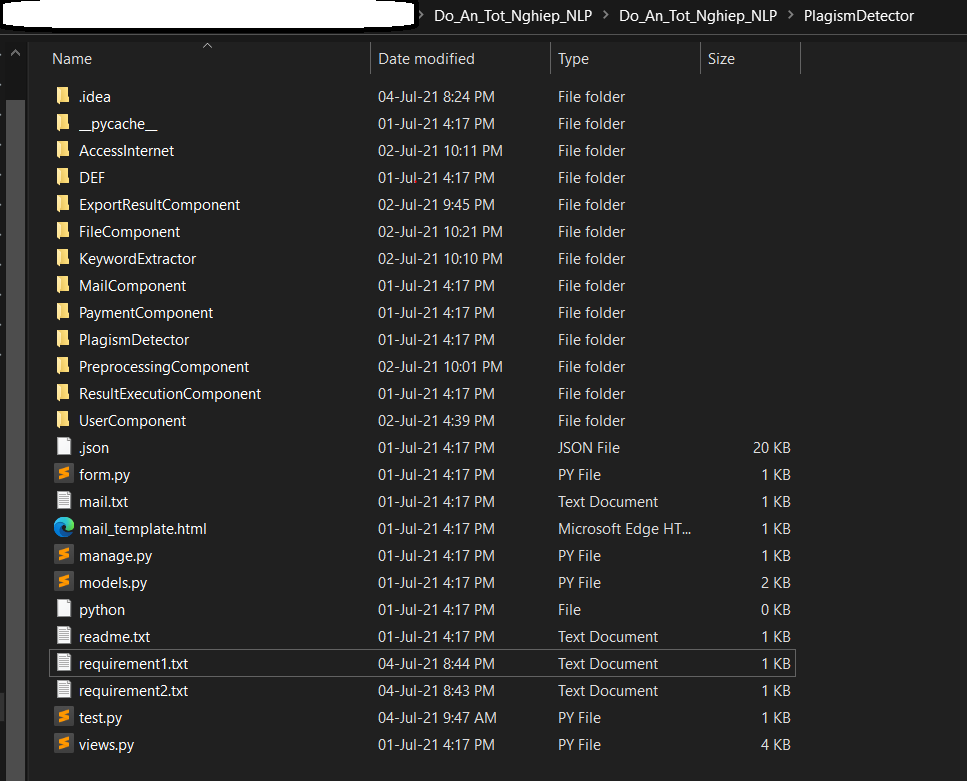 Do_An_Tot_Nghiep_NLP > Do_An_Tot_Nghiep_NLP > PlagismDetector
Name Date modified Type Size
.idea 04-Jul-21 8:24 PM File folder
__pycache__ 01-Jul-21 4:17 PM File folder
AccessInternet 02-Jul-21 10:11 PM File folder
DEF 01-Jul-21 4:17 PM File folder
ExportResultComponent 02-Jul-21 9:45 PM File folder
FileComponent 02-Jul-21 10:21 PM File folder
KeywordExtractor 02-Jul-21 10:10 PM File folder
MailComponent 01-Jul-21 4:17 PM File folder
PaymentComponent 01-Jul-21 4:17 PM File folder
PlagismDetector 01-Jul-21 4:17 PM File folder
PreprocessingComponent 02-Jul-21 10:01 PM File folder
ResultExecutionComponent 01-Jul-21 4:17 PM File folder
UserComponent 02-Jul-21 4:39 PM File folder
.json 01-Jul-21 4:17 PM JSON File 20 KB
form.py 01-Jul-21 4:17 PM PY File 1 KB
mail.txt 01-Jul-21 4:17 PM Text Document 1 KB
mail_template.html 01-Jul-21 4:17 PM Microsoft Edge HT... 1 KB
manage.py 01-Jul-21 4:17 PM PY File 1 KB
models.py 01-Jul-21 4:17 PM PY File 2 KB
python 01-Jul-21 4:17 PM File 0 KB
readme.txt 01-Jul-21 4:17 PM Text Document 1 KB
requirement1.txt 04-Jul-21 8:44 PM Text Document 1 KB
requirement2.txt 04-Jul-21 8:43 PM Text Document 1 KB
test.py 04-Jul-21 9:47 AM PY File 1 KB
views.py 01-Jul-21 4:17 PM PY File 4 KB